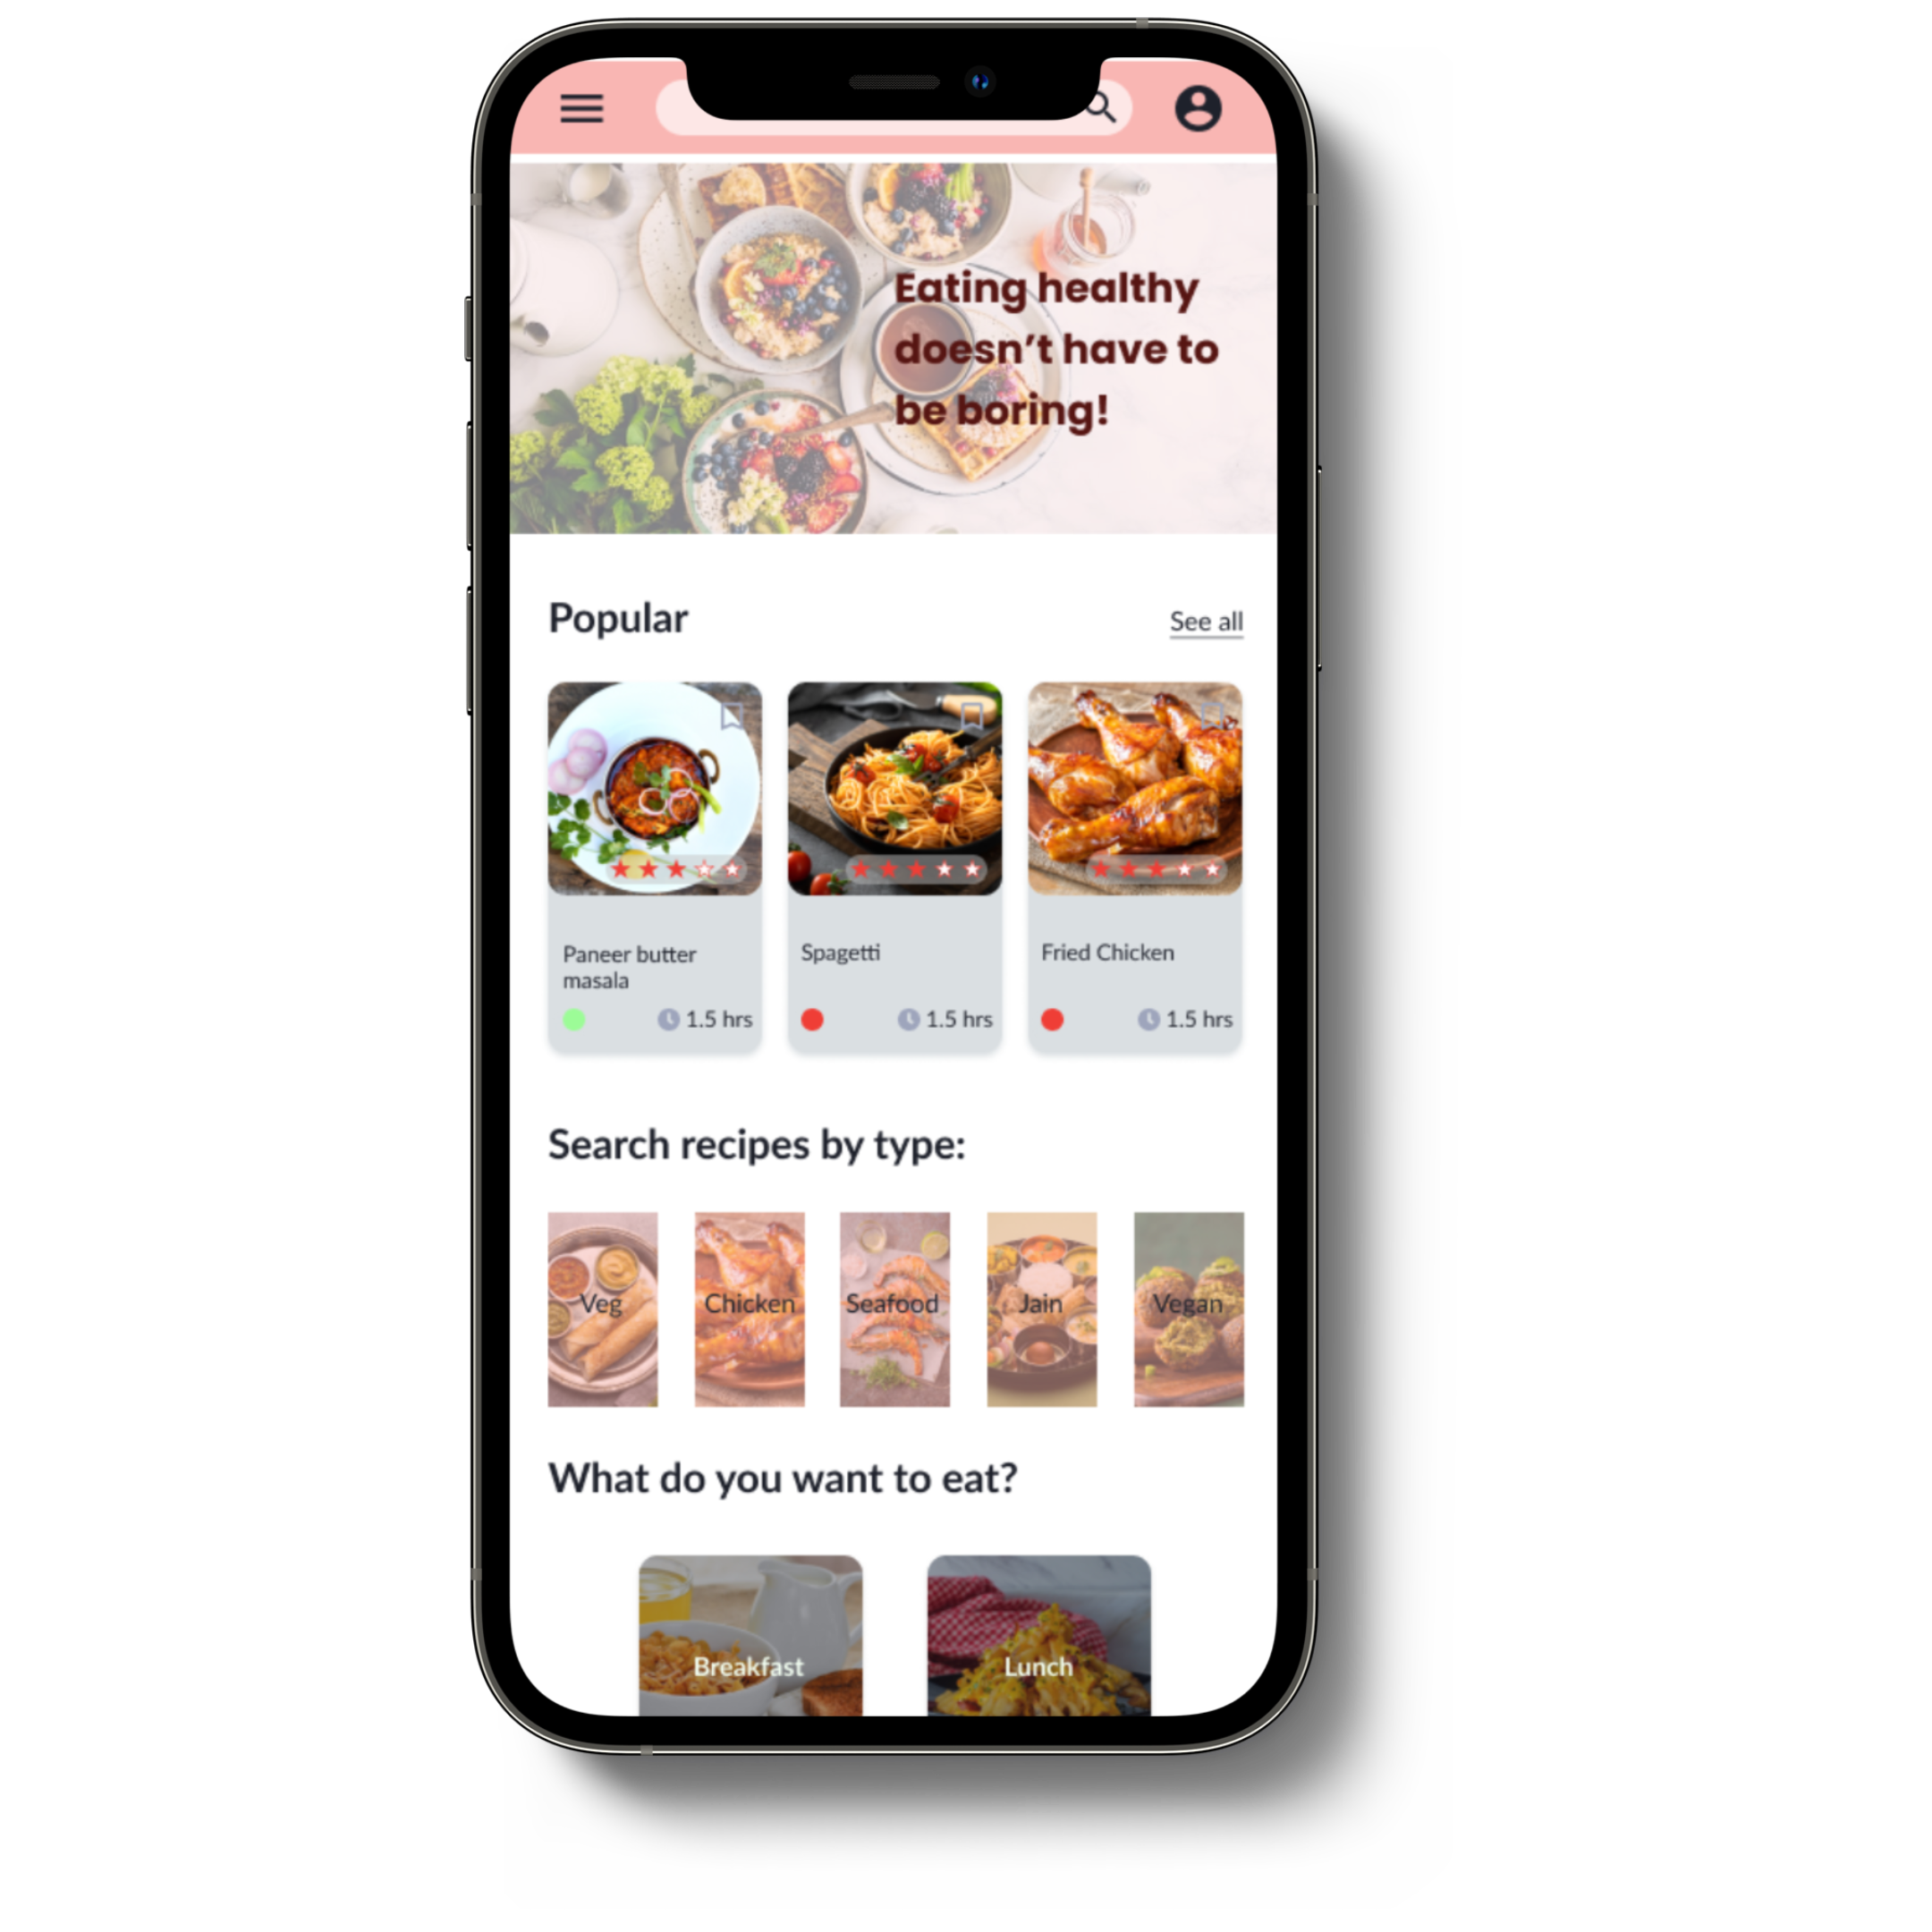 Eating healthy
doesn't have to
be boring!
Popular
See all
Paneer butter
masala
1.5 hrs
Spagetti
1.5 hrs
Fried Chicken
1.5 hrs
Search recipes by type:
Veg
Chicken
Seafood
Jain
Vegan
What do you want to eat?
Breakfast
Lunch